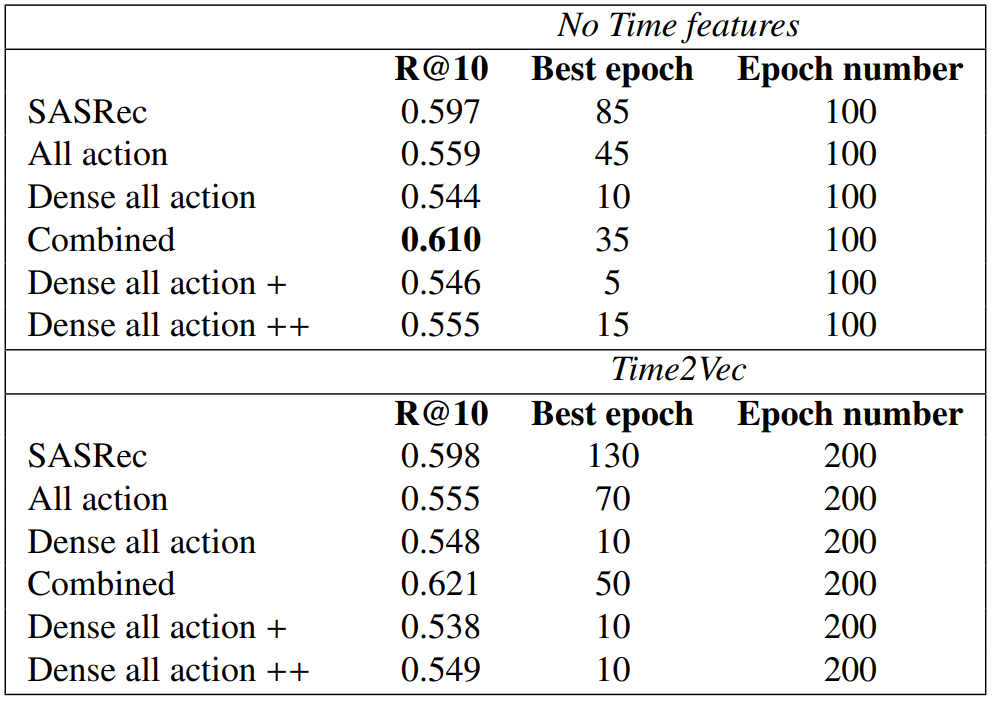 No Time features
R@10 Best epoch Epoch number
SASRec 0.597 85 100
All action 0.559 45 100
Dense all action 0.544 10 100
Combined 0.610 35 100
Dense all action + 0.546 5 100
Dense all action ++ 0.555 15 100
Time2Vec
R@10 Best epoch Epoch number
SASRec 0.598 130 200
All action 0.555 70 200
Dense all action 0.548 10 200
Combined 0.621 50 200
Dense all action + 0.538 10 200
Dense all action ++ 0.549 10 200